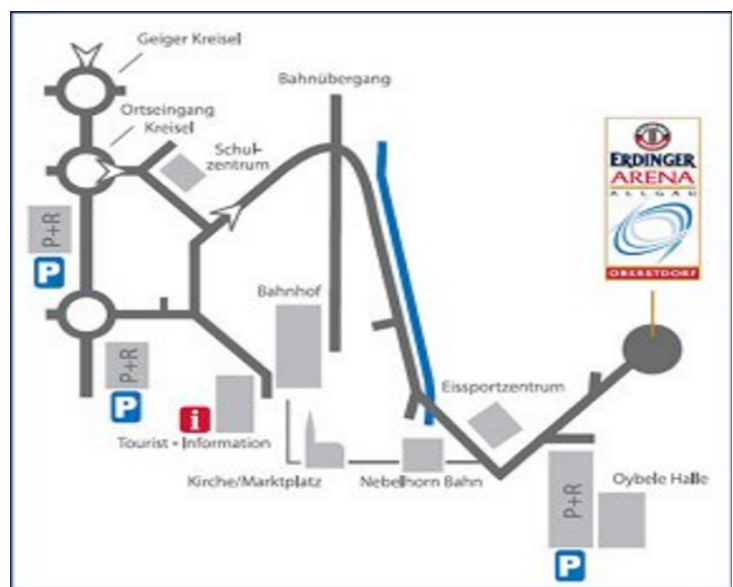 Geiger Kreisel
Bahnübergang
Ortseingang
Kreisel
Schul-
zentrum
ERDINGER
ARENA
ALLGÄU
OBERSTDORF
P+R
P
Bahnhof
P+R
P
i
Tourist - Information
Eissportzentrum
Kirche/Marktplatz
Nebelhorn Bahn
Oybele Halle
P+R
P